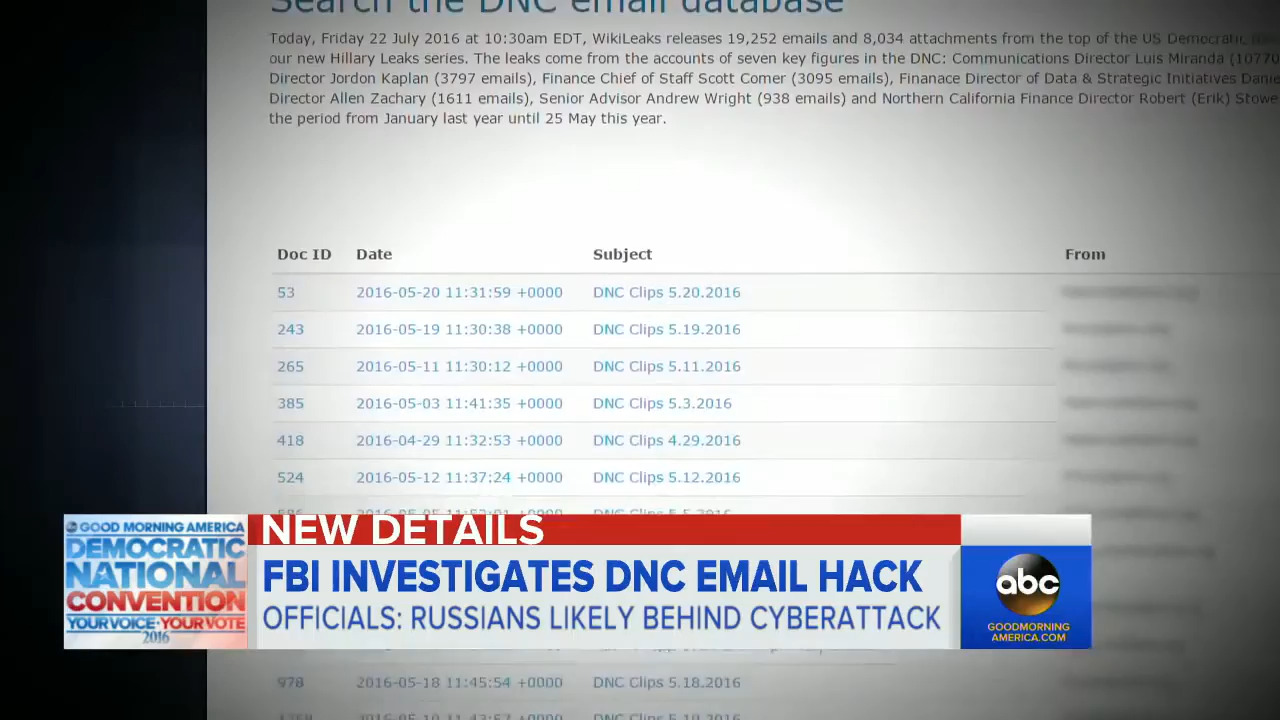 Search the DNC email database
Today, Friday 22 July 2016 at 10:30am EDT, WikiLeaks releases 19,252 emails and 8,034 attachments from the top of the US Democratic
our new Hillary Leaks series. The leaks come from the accounts of seven key figures in the DNC: Communications Director Luis Miranda (10770
Director Jordon Kaplan (3797 emails), Finance Chief of Staff Scott Comer (3095 emails), Finanace Director of Data & Strategic Initiatives Danie
Director Allen Zachary (1611 emails), Senior Advisor Andrew Wright (938 emails) and Northern California Finance Director Robert (Erik) Stowe
the period from January last year until 25 May this year.
Doc ID Date Subject From
53 2016-05-20 11:31:59 +0000 DNC Clips 5.20.2016
243 2016-05-19 11:30:38 +0000 DNC Clips 5.19.2016
265 2016-05-11 11:30:12 +0000 DNC Clips 5.11.2016
385 2016-05-03 11:41:35 +0000 DNC Clips 5.3.2016
418 2016-04-29 11:32:53 +0000 DNC Clips 4.29.2016
524 2016-05-12 11:37:24 +0000 DNC Clips 5.12.2016
GOOD MORNING AMERICA
DEMOCRATIC
NATIONAL
CONVENTION
YOUR VOICE · YOUR VOTE
2016
NEW DETAILS
FBI INVESTIGATES DNC EMAIL HACK
OFFICIALS: RUSSIANS LIKELY BEHIND CYBERATTACK
abc
GOODMORNING
AMERICA.COM
978 2016-05-18 11:45:54 +0000 DNC Clips 5.18.2016